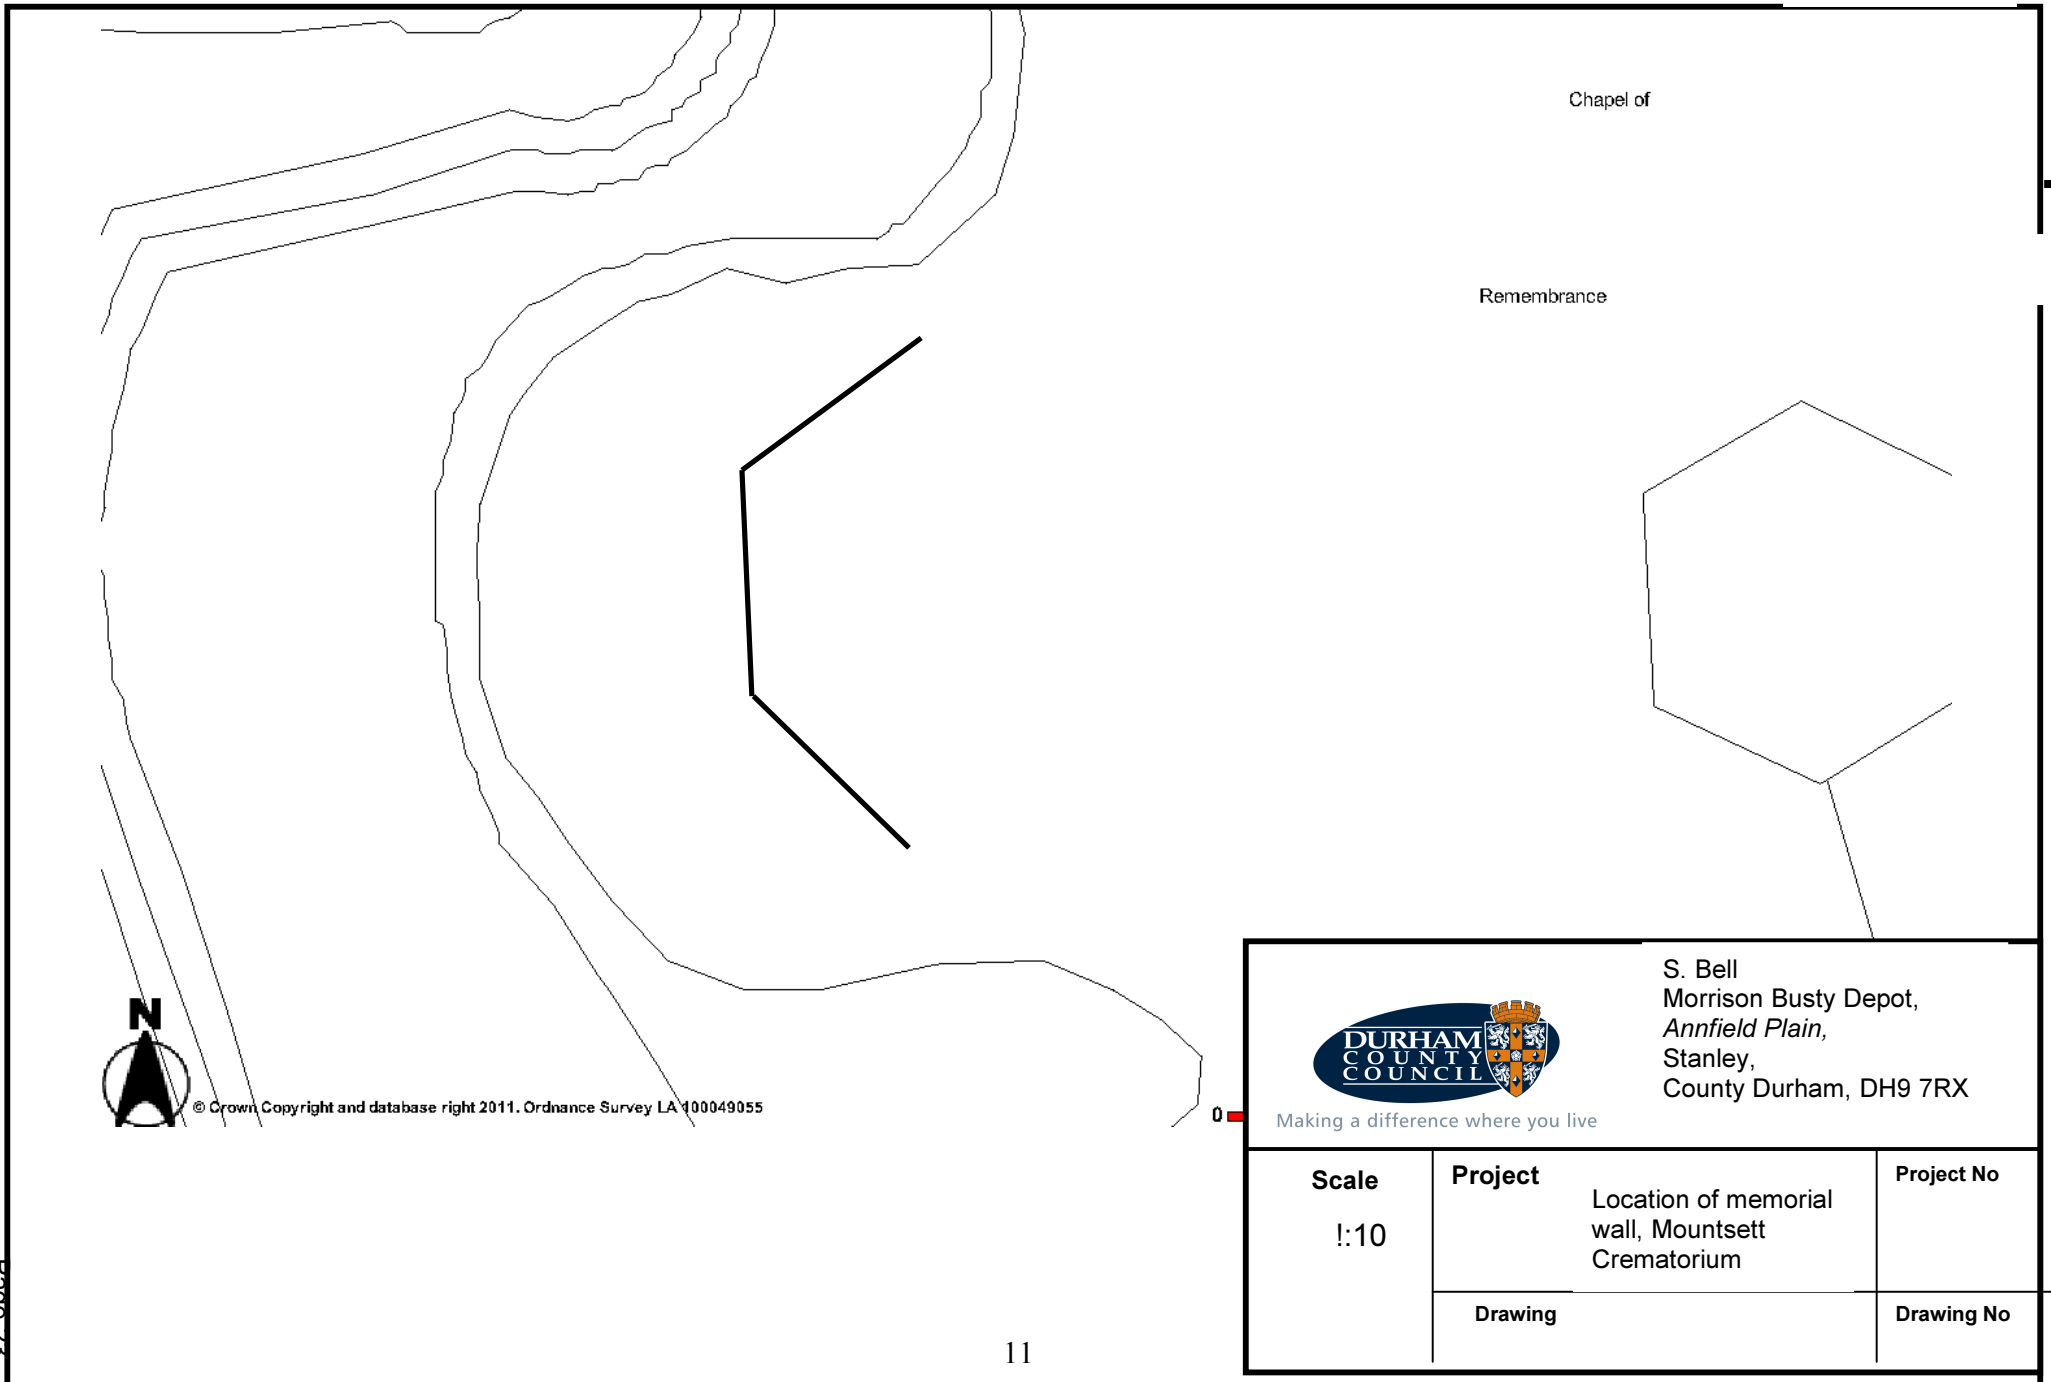 Chapel of
Remembrance
N
© Crown Copyright and database right 2011. Ordnance Survey LA 100049055
0
DURHAM
COUNTY
COUNCIL
Making a difference where you live
S. Bell
Morrison Busty Depot,
Annfield Plain,
Stanley,
County Durham, DH9 7RX
Scale
!:10
Project
Location of memorial
wall, Mountsett
Crematorium
Project No
Drawing
Drawing No
11